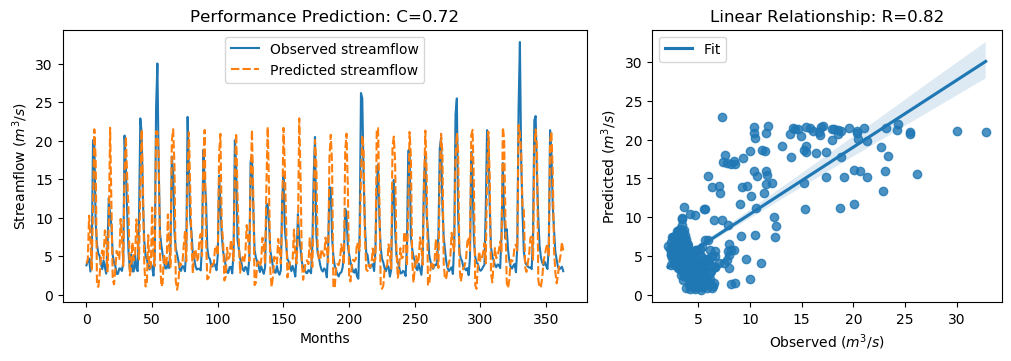 Performance Prediction: C=0.72
Observed streamflow
Predicted streamflow
Streamflow (m³/s)
30
25
20
15
10
5
0
0 50 100 150 200 250 300 350
Months
Linear Relationship: R=0.82
Fit
Predicted (m³/s)
30
25
20
15
10
5
0
5 10 15 20 25 30
Observed (m³/s)